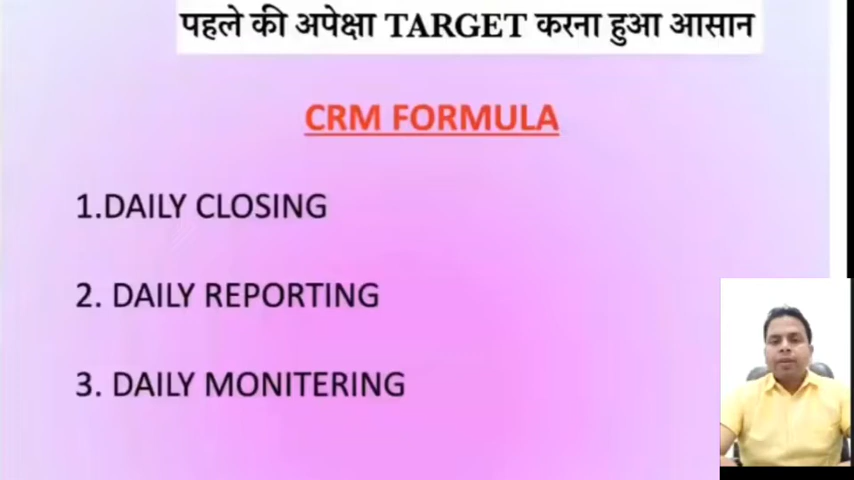 पहले की अपेक्षा TARGET करना हुआ आसान
CRM FORMULA
1.DAILY CLOSING
2. DAILY REPORTING
3. DAILY MONITERING